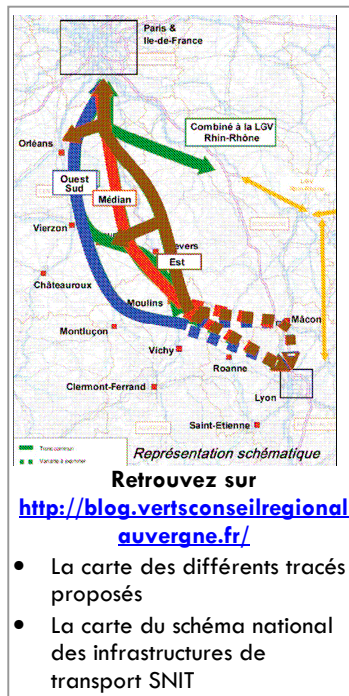 Paris &
Ile-de-France
Combiné à la LGV
Rhin-Rhône
Orléans
Ouest
Sud
Médian
Vierzon
evers
Est
Châteauroux
Moulins
Mâcon
Montluçon
Vichy
Roanne
Clermont-Ferrand
Lyon
Saint-Etienne
Représentation schématique
Retrouvez sur
http://blog.vertsconseilregional
auvergne.fr/
• La carte des différents tracés
proposés
• La carte du schéma national
des infrastructures de
transport SNIT